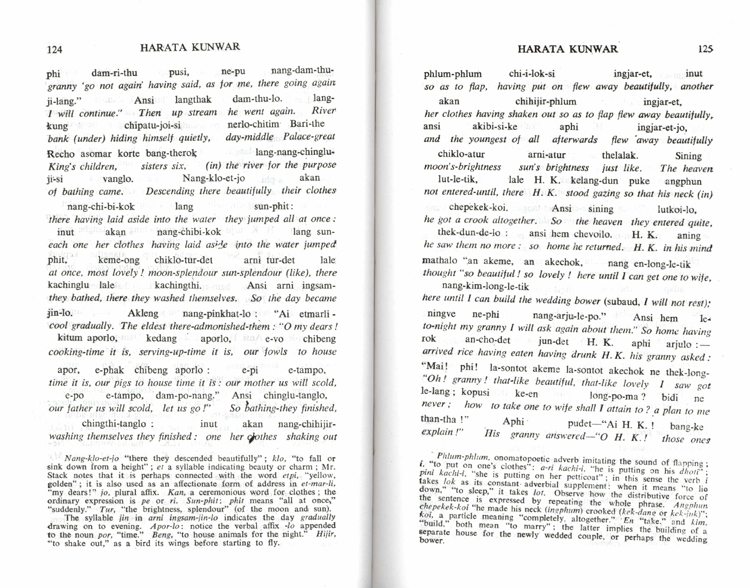 124 HARATA KUNWAR
phi dam-ri-thu pusi, ne-pu nang-dam-thu-
granny 'go not again' having said, as for me, there going again
ji-lang." Ansi langthak dam-thu-lo. lang-
I will continue." Then up stream he went again. River
kung chipatu-joi-si nerlo-chitim Bari-the
bank (under) hiding himself quietly, day-middle Palace-great
Recho asomar korte bang-therok lang-nang-chinglu-
King's children, sisters six, (in) the river for the purpose
ji-si vanglo. Nang-klo-et-jo akan
of bathing came. Descending there beautifully their clothes
nang-chi-bi-kok lang sun-phit:
there having laid aside into the water they jumped all at once:
inut akan nang-chibi-kok lang sun-
each one her clothes having laid aside into the water jumped
phit, keme-ong chiklo-tur-det arni tur-det lale
at once, most lovely! moon-splendour sun-splendour (like), there
kachinglu lale kachingthi. Ansi arni ingsam-
they bathed, there they washed themselves. So the day became
jin-lo. Akleng nang-pinkhat-lo: "Ai etmarli-
cool gradually. The eldest there-admonished-them: "O my dears!
kitum aporlo, kedang aporlo, e-vo chibeng
cooking-time it is, serving-up-time it is, our fowls to house
apor, e-phak chibeng aporlo: e-pi e-tampo,
time it is, our pigs to house time it is: our mother us will scold,
e-po e-tampo, dam-po-nang." Ansi chinglu-tanglo,
our father us will scold, let us go!" So bathing-they finished,
chingthi-tanglo: inut akan nang-chihijir-
washing themselves they finished: one her clothes shaking out
Nang-klo-et-jo "there they descended beautifully"; klo, "to fall or
sink down from a height"; et a syllable indicating beauty or charm; Mr.
Stack notes that it is perhaps connected with the word etpi, "yellow,
golden"; it is also used as an affectionate form of address in et-mar-li,
"my dears!" jo, plural affix. Kan, a ceremonious word for clothes; the
ordinary expression is pe or ri. Sun-phit: phit means "all at once,"
"suddenly." Tur, "the brightness, splendour" (of the moon and sun).
The syllable jin in arni ingsam-jin-lo indicates the day gradually
drawing on to evening. Apor-lo: notice the verbal affix -lo appended
to the noun por, "time." Beng, "to house animals for the night." Hijir,
"to shake out," as a bird its wings before starting to fly.
HARATA KUNWAR 125
phlum-phlum chi-i-lok-si ingjar-et, inut
so as to flap, having put on flew away beautifully, another
akan chihijir-phlum ingjar-et,
her clothes having shaken out so as to flap flew away beautifully,
ansi akibi-si-ke aphi ingjar-et-jo,
and the youngest of all afterwards flew away beautifully
chiklo-atur arni-atur thelalak. Sining
moon's-brightness sun's-brightness just like. The heaven
lut-le-tik, lale H. K. kelang-dun puke angphun
not entered-until, there H. K. stood gazing so that his neck (in)
chepekek-koi. Ansi sining lutkoi-lo,
he got a crook altogether. So the heaven they entered quite,
thek-dun-de-lo: ansi hem chevoilo. H. K. aning
he saw them no more: so home he returned. H. K. in his mind
mathalo "an akeme, an akechok, nang en-long-le-tik
thought "so beautiful! so lovely! here until I can get one to wife,
nang-kim-long-le-tik
here until I can build the wedding bower (subaud, I will not rest);
ningve ne-phi nang-arju-le-po." Ansi hem le-
to-night my granny I will ask again about them." So home having
rok an-cho-det jun-det H. K. aphi arjulo:—
arrived rice having eaten having drunk H. K. his granny asked:
"Mai! phi! la-sontot akeme la-sontot akechok ne thek-long-
"Oh! granny! that-like beautiful, that-like lovely I saw got
le-lang; kopusi ke-en long-po-ma? bidi ne
never; how to take one to wife shall I attain to? a plan to me
than-tha!" Aphi pudet—"Ai H. K.! bang-ke
explain!" His granny answered—"O H. K.! those ones
Phlum-phlum, onomatopoetic adverb imitating the sound of flapping;
i, "to put on one's clothes"; a-ri kachi-i, "he is putting on his dhoti";
pini kachi-i, "she is putting on her petticoat"; in this sense the verb i
takes lok as its constant adverbial supplement: when it means "to lie
down," "to sleep," it takes lot. Observe how the distributive force of
the sentence is expressed by repeating the whole phrase. Angphun
chepekek-koi "he made his neck (ingphum) crooked (kek-dang or kek-jok)";
koi, a particle meaning "completely, altogether." En "take," and kim,
"build," both mean "to marry"; the latter implies the building of a
separate house for the newly wedded couple, or perhaps the wedding
bower.